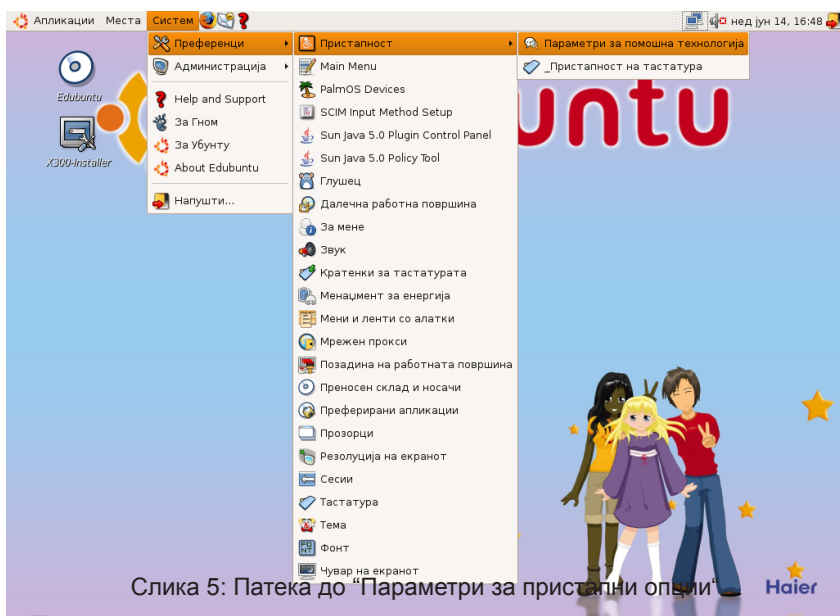 Апликации Места Систем нед јун 14, 16:48
Edubuntu
X300-Installer
untu
Преференци
Администрација
Help and Support
За Гном
За Убунту
About Edubuntu
Напушти...
Пристапност
Main Menu
PalmOS Devices
SCIM Input Method Setup
Sun Java 5.0 Plugin Control Panel
Sun Java 5.0 Policy Tool
Глушец
Далечна работна површина
За мене
Звук
Кратенки за тастатурата
Менаџмент за енергија
Мени и ленти со алатки
Мрежен прокси
Позадина на работната површина
Преносен склад и носачи
Преферирани апликации
Прозорци
Резолуција на екранот
Сесии
Тастатура
Тема
Фонт
Чувар на екранот
Параметри за помошна технологија
_Пристапност на тастатура
Слика 5: Патека до “Параметри за пристапни опции“
Haier